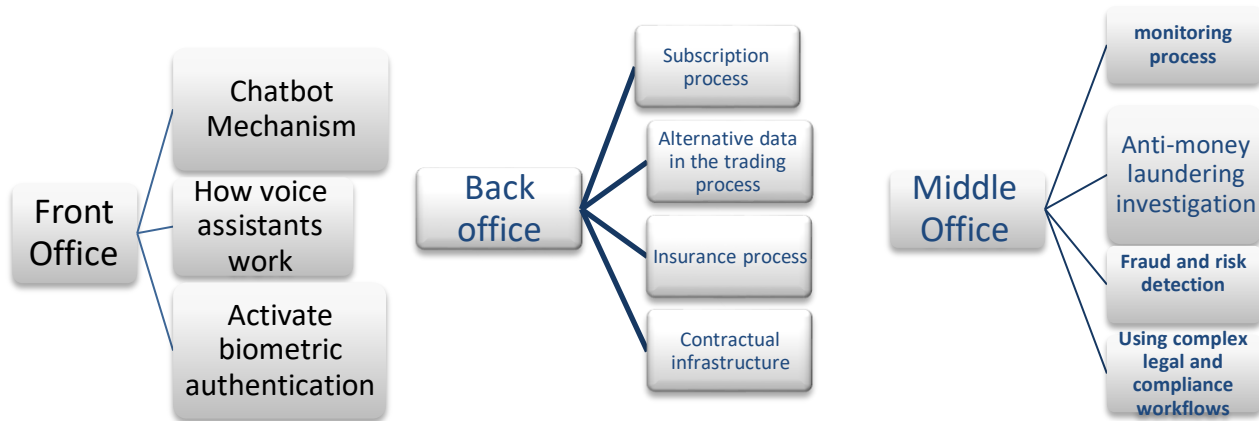 Front
Office
Chatbot
Mechanism
How voice
assistants
work
Activate
biometric
authentication
Back
office
Subscription
process
Alternative data
in the trading
process
Insurance process
Contractual
infrastructure
Middle
Office
monitoring
process
Anti-money
laundering
investigation
Fraud and risk
detection
Using complex
legal and
compliance
workflows